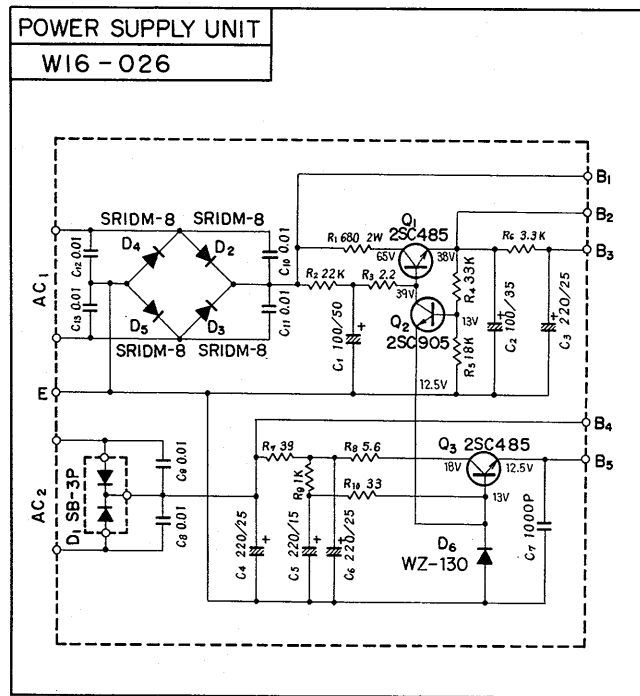 POWER SUPPLY UNIT
W16-026
B1
SRIDM-8 SRIDM-8
Q1
2SC485
B2
D4
D2
C12 0.01
C10 0.01
R1 680 2W
65V
38V
R6 3.3K
B3
AC1
C13 0.01
D5
D3
C11 0.01
R2 22K
R3 2.2
39V
R4 33K
Q2
2SC905
13V
SRIDM-8 SRIDM-8
C1 100/50
R5 18K
C2 100/35
C3 220/25
12.5V
E
B4
AC2
D1 SB-3P
C9 0.01
C8 0.01
R7 39
R8 5.6
Q3 2SC485
18V
12.5V
B5
R9 1K
R10 33
13V
C4 220/25
C5 220/15
C6 220/25
D6
WZ-130
C7 1000P